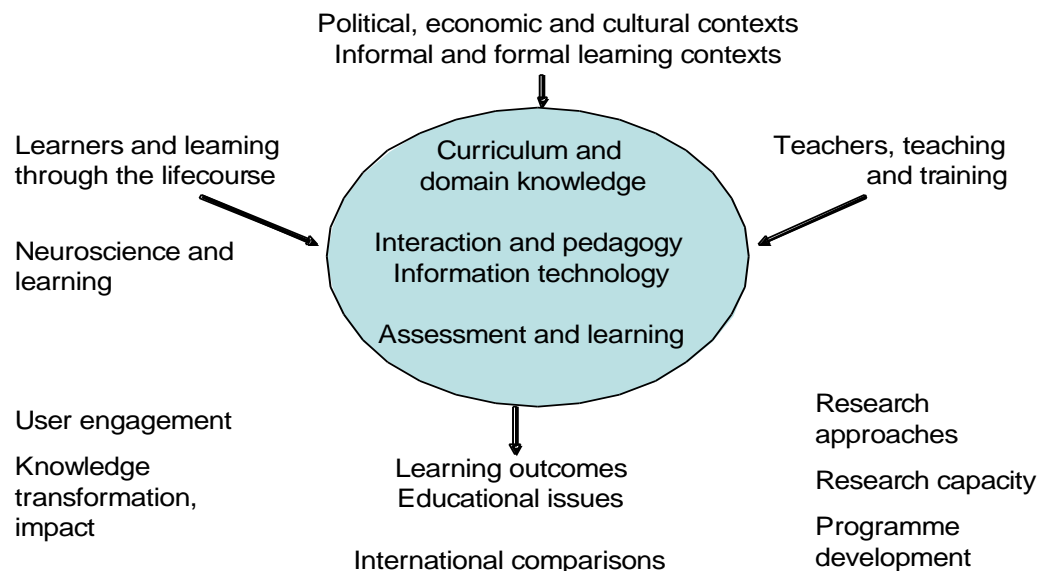 Political, economic and cultural contexts
Informal and formal learning contexts
Learners and learning
through the lifecourse
Neuroscience and
learning
Curriculum and
domain knowledge
Interaction and pedagogy
Information technology
Assessment and learning
Teachers, teaching
and training
User engagement
Knowledge
transformation,
impact
Learning outcomes
Educational issues
International comparisons
Research
approaches
Research capacity
Programme
development